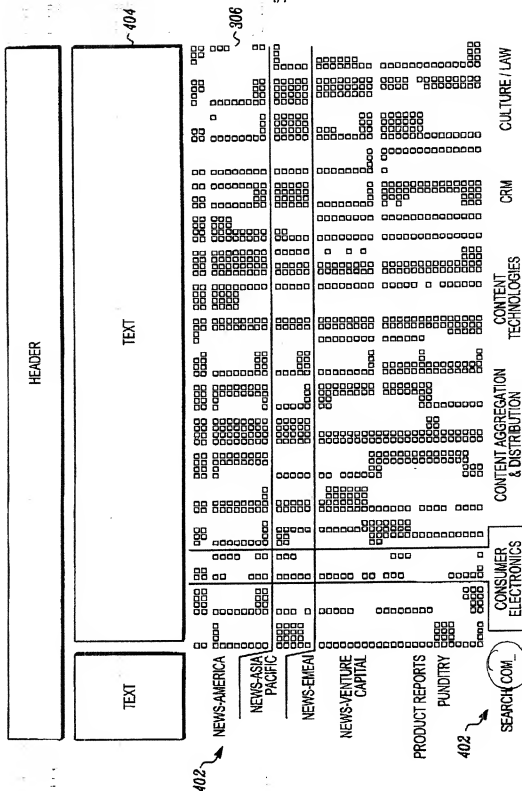 HEADER
404
TEXT
TEXT
306
402
NEWS-AMERICA
NEWS-ASIA
PACIFIC
NEWS-EMEAI
NEWS-VENTURE
CAPITAL
PRODUCT REPORTS
PUNDITRY
402
SEARCH COM_
CONSUMER
ELECTRONICS
CONTENT AGGREGATION
& DISTRIBUTION
CONTENT
TECHNOLOGIES
CRM
CULTURE / LAW